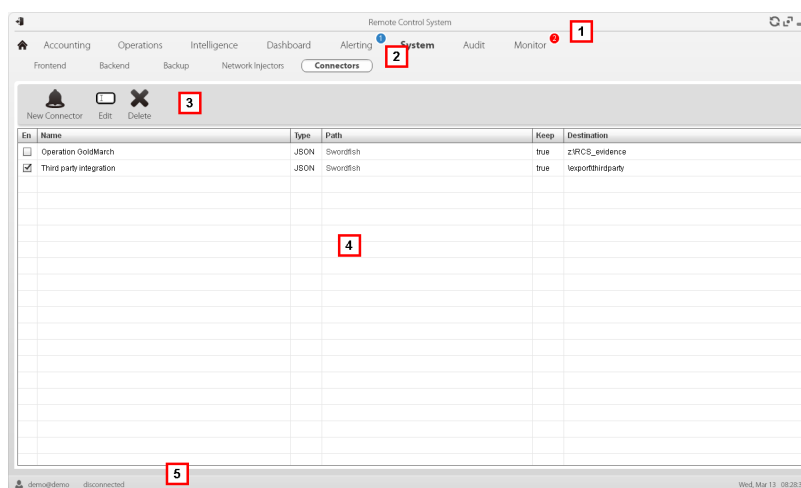 Remote Control System
1
Accounting Operations Intelligence Dashboard Alerting 1 System Audit Monitor 2
2
Frontend Backend Backup Network Injectors Connectors
3
New Connector Edit Delete
En Name Type Path Keep Destination
Operation GoldMarch JSON Swordfish true z:\RCS_evidence
Third party integration JSON Swordfish true \export\thirdparty
4
5
demo@demo disconnected Wed, Mar 13